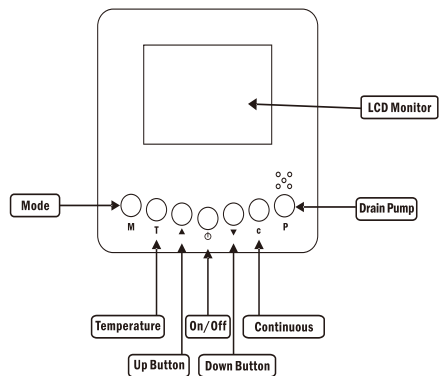 LCD Monitor
Mode
Drain Pump
M
T
▲
▼
c
P
Temperature
On/Off
Continuous
Up Button
Down Button